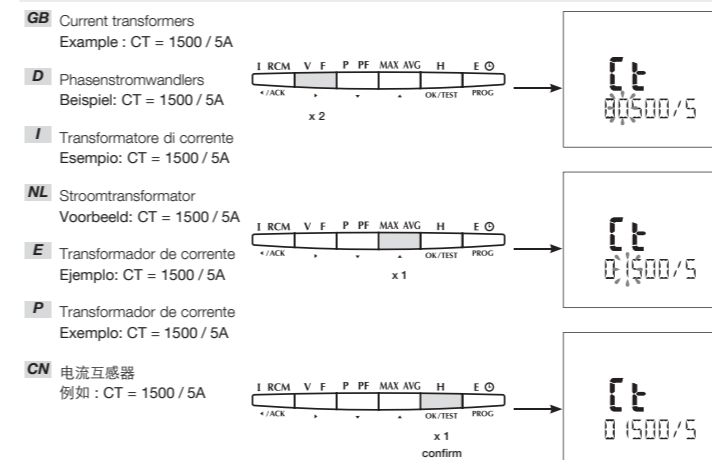 GB Current transformers
Example : CT = 1500 / 5A
D Phasenstromwandlers
Beispiel: CT = 1500 / 5A
I Transformatore di corrente
Esempio: CT = 1500 / 5A
NL Stroomtransformator
Voorbeeld: CT = 1500 / 5A
E Transformador de corrente
Ejemplo: CT = 1500 / 5A
P Transformador de corrente
Exemplo: CT = 1500 / 5A
CN 电流互感器
例如 : CT = 1500 / 5A
I RCM V F P PF MAX AVG H E
/ACK OK/TEST PROG
x 2
Ct
00500/5
I RCM V F P PF MAX AVG H E
/ACK OK/TEST PROG
x 1
Ct
01500/5
I RCM V F P PF MAX AVG H E
/ACK OK/TEST PROG
x 1
confirm
Ct
01500/5